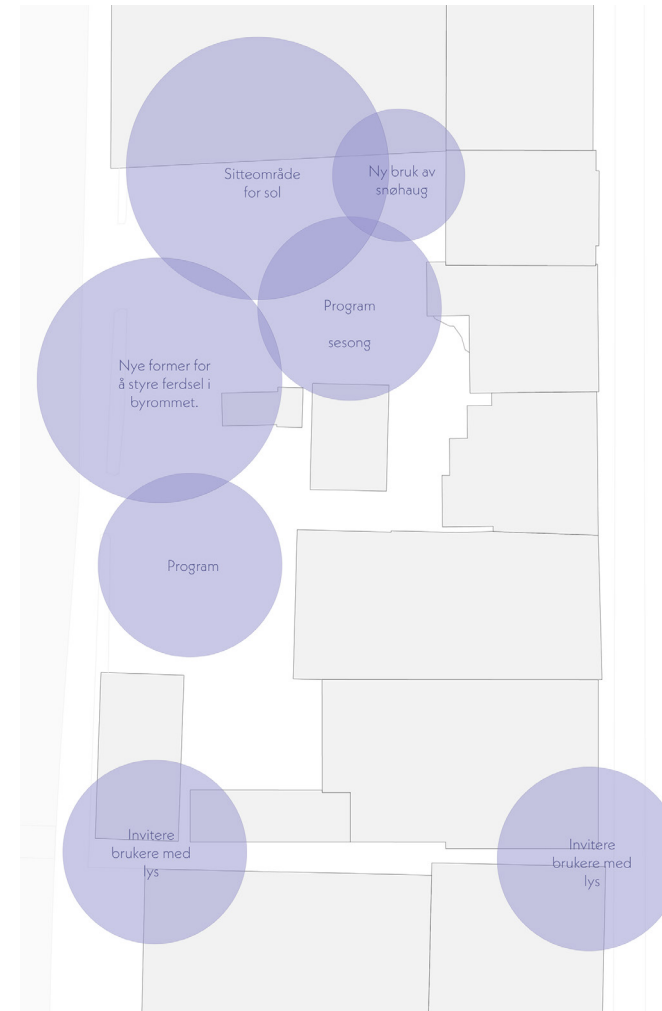 Sitteområde
for sol
Ny bruk av
snøhaug
Program
sesong
Nye former for
å styre ferdsel i
byrommet.
Program
Invitere
brukere med
lys
Invitere
brukere med
lys